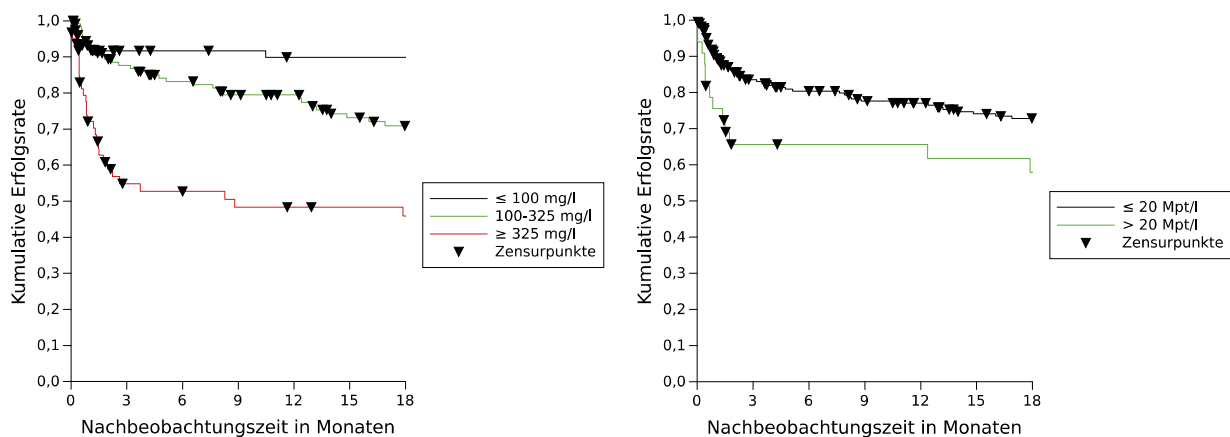 Kumulative Erfolgsrate
1,0
0,9
0,8
0,7
0,6
0,5
0,4
0,3
0,2
0,1
0,0
0 3 6 9 12 15 18
Nachbeobachtungszeit in Monaten
≤ 100 mg/l
100-325 mg/l
≥ 325 mg/l
Zensurpunkte
Kumulative Erfolgsrate
1,0
0,9
0,8
0,7
0,6
0,5
0,4
0,3
0,2
0,1
0,0
0 3 6 9 12 15 18
Nachbeobachtungszeit in Monaten
≤ 20 Mpt/l
> 20 Mpt/l
Zensurpunkte